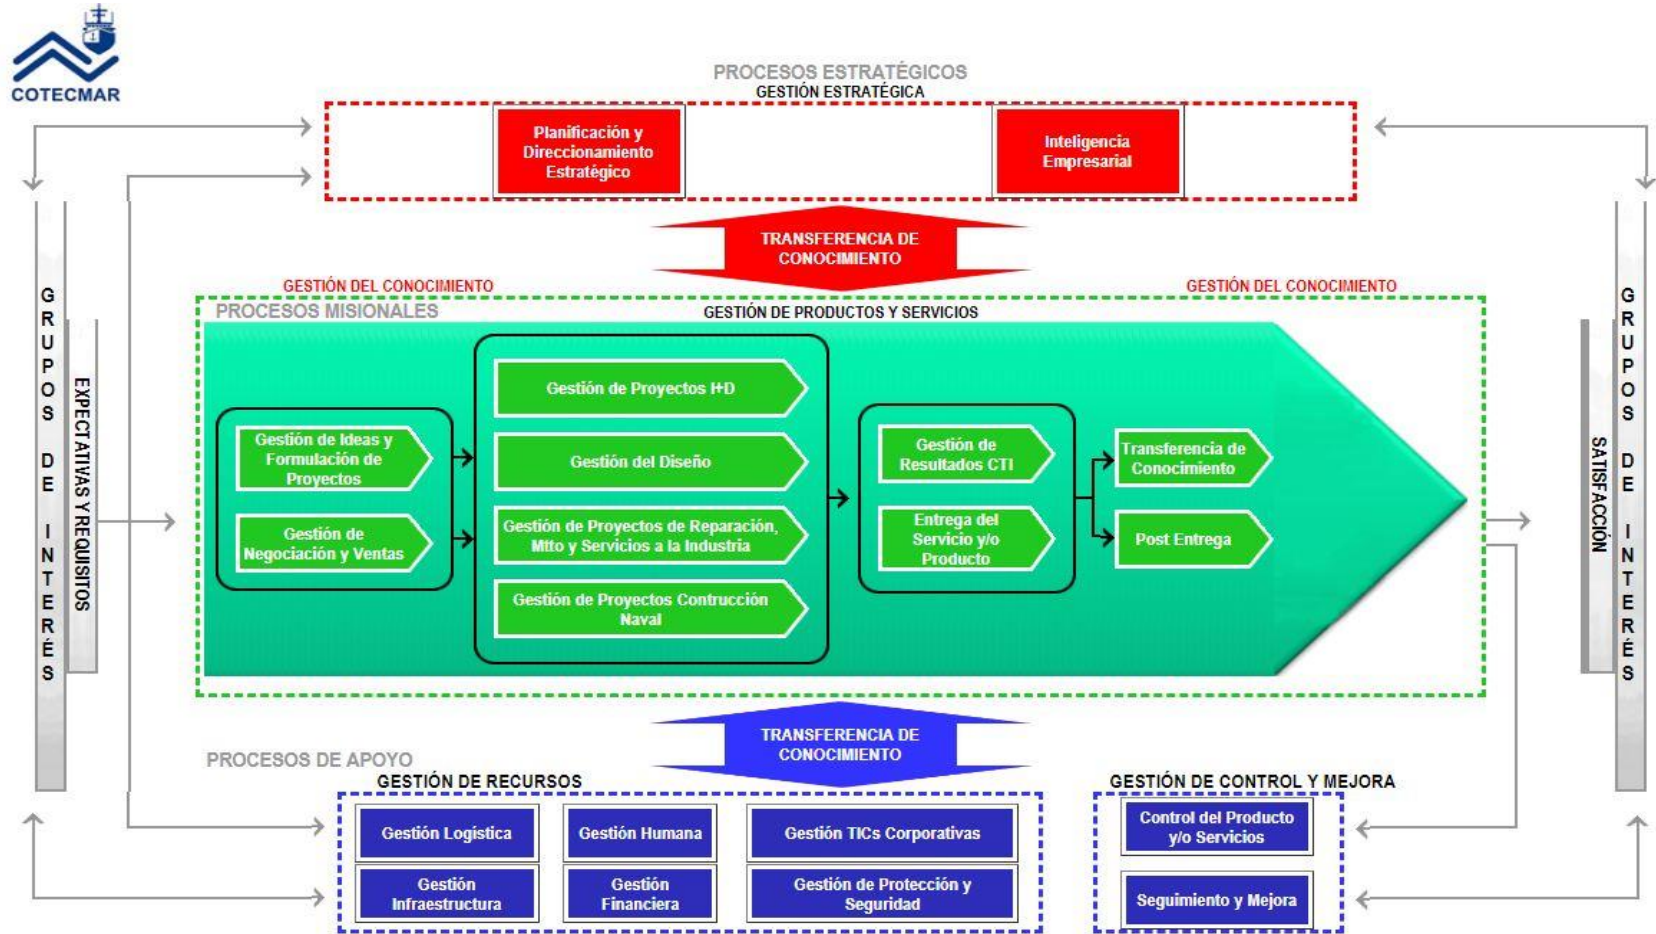 COTECMAR
PROCESOS ESTRATÉGICOS
GESTIÓN ESTRATÉGICA
Planificación y
Direccionamiento
Estratégico
Inteligencia
Empresarial
TRANSFERENCIA DE
CONOCIMIENTO
GESTIÓN DEL CONOCIMIENTO
GESTIÓN DEL CONOCIMIENTO
PROCESOS MISIONALES
GESTIÓN DE PRODUCTOS Y SERVICIOS
GRUPOS DE INTERÉS
EXPECTATIVAS Y REQUISITOS
Gestión de Ideas y
Formulación de
Proyectos
Gestión de
Negociación y Ventas
Gestión de Proyectos I+D
Gestión del Diseño
Gestión de Proyectos de Reparación,
Mtto y Servicios a la Industria
Gestión de Proyectos Contrucción
Naval
Gestión de
Resultados CTI
Entrega del
Servicio y/o
Producto
Transferencia de
Conocimiento
Post Entrega
SATISFACCIÓN
GRUPOS DE INTERÉS
TRANSFERENCIA DE
CONOCIMIENTO
PROCESOS DE APOYO
GESTIÓN DE RECURSOS
Gestión Logística
Gestión Humana
Gestión TICs Corporativas
Gestión
Infraestructura
Gestión
Financiera
Gestión de Protección y
Seguridad
GESTIÓN DE CONTROL Y MEJORA
Control del Producto
y/o Servicios
Seguimiento y Mejora